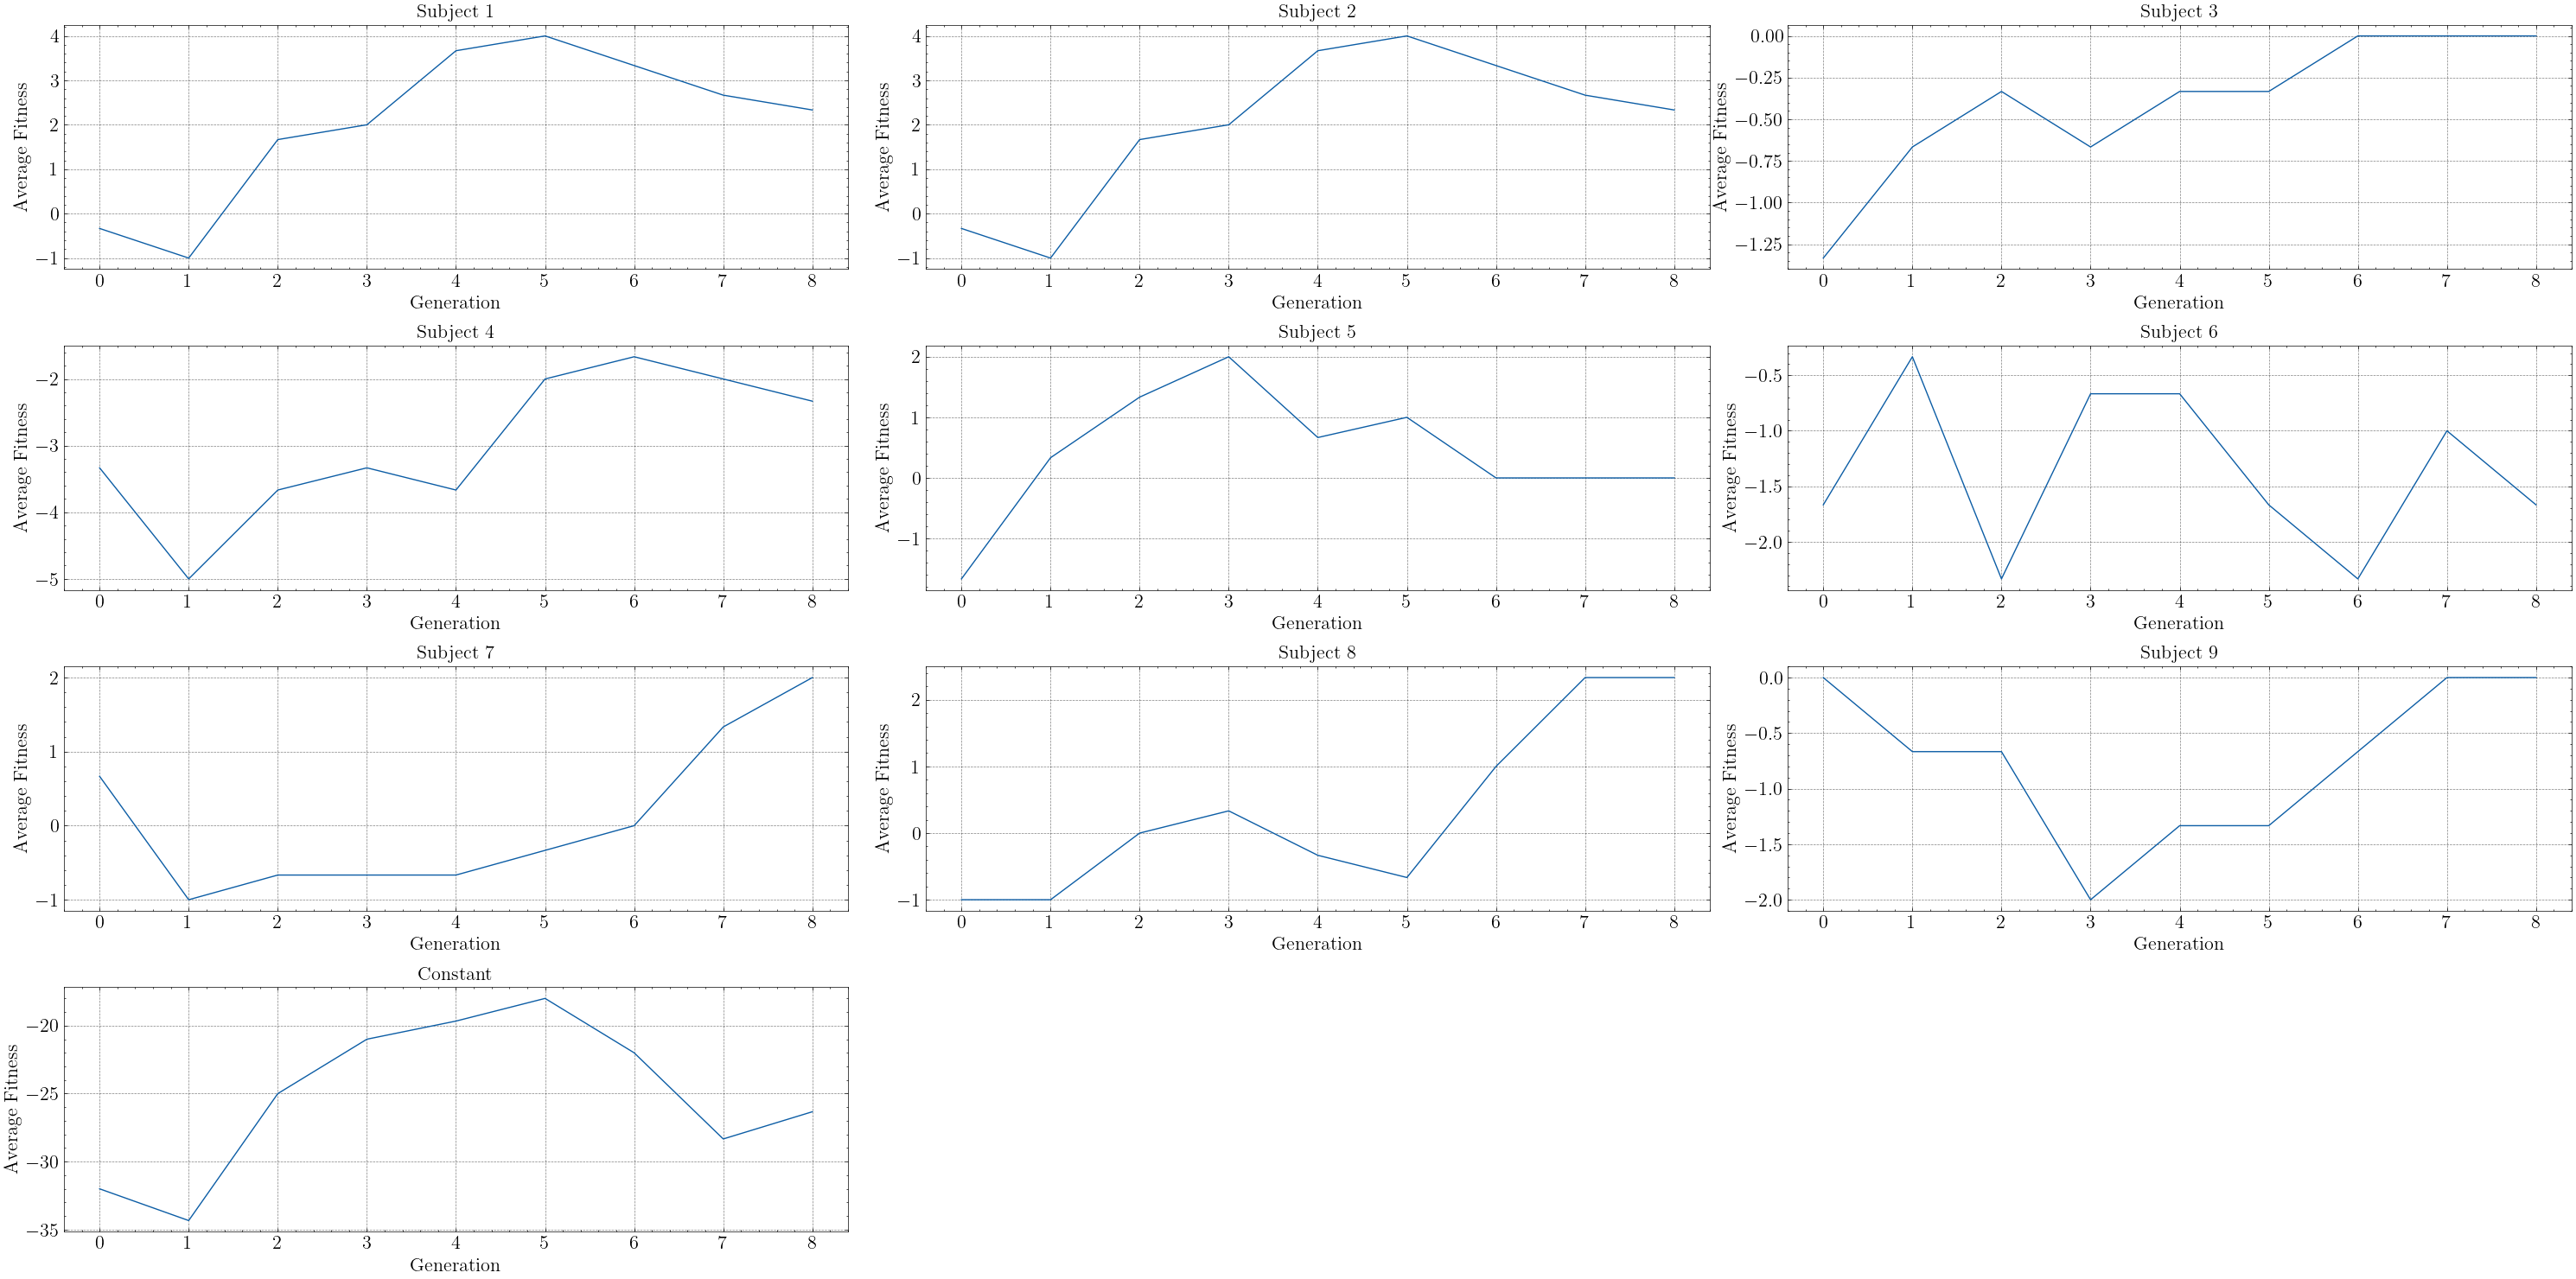 Subject 1
Average Fitness
4
3
2
1
0
−1
0 1 2 3 4 5 6 7 8
Generation
Subject 2
Average Fitness
4
3
2
1
0
−1
0 1 2 3 4 5 6 7 8
Generation
Subject 3
Average Fitness
0.00
−0.25
−0.50
−0.75
−1.00
−1.25
0 1 2 3 4 5 6 7 8
Generation
Subject 4
Average Fitness
−2
−3
−4
−5
0 1 2 3 4 5 6 7 8
Generation
Subject 5
Average Fitness
2
1
0
−1
0 1 2 3 4 5 6 7 8
Generation
Subject 6
Average Fitness
−0.5
−1.0
−1.5
−2.0
0 1 2 3 4 5 6 7 8
Generation
Subject 7
Average Fitness
2
1
0
−1
0 1 2 3 4 5 6 7 8
Generation
Subject 8
Average Fitness
2
1
0
−1
0 1 2 3 4 5 6 7 8
Generation
Subject 9
Average Fitness
0.0
−0.5
−1.0
−1.5
−2.0
0 1 2 3 4 5 6 7 8
Generation
Constant
Average Fitness
−20
−25
−30
−35
0 1 2 3 4 5 6 7 8
Generation